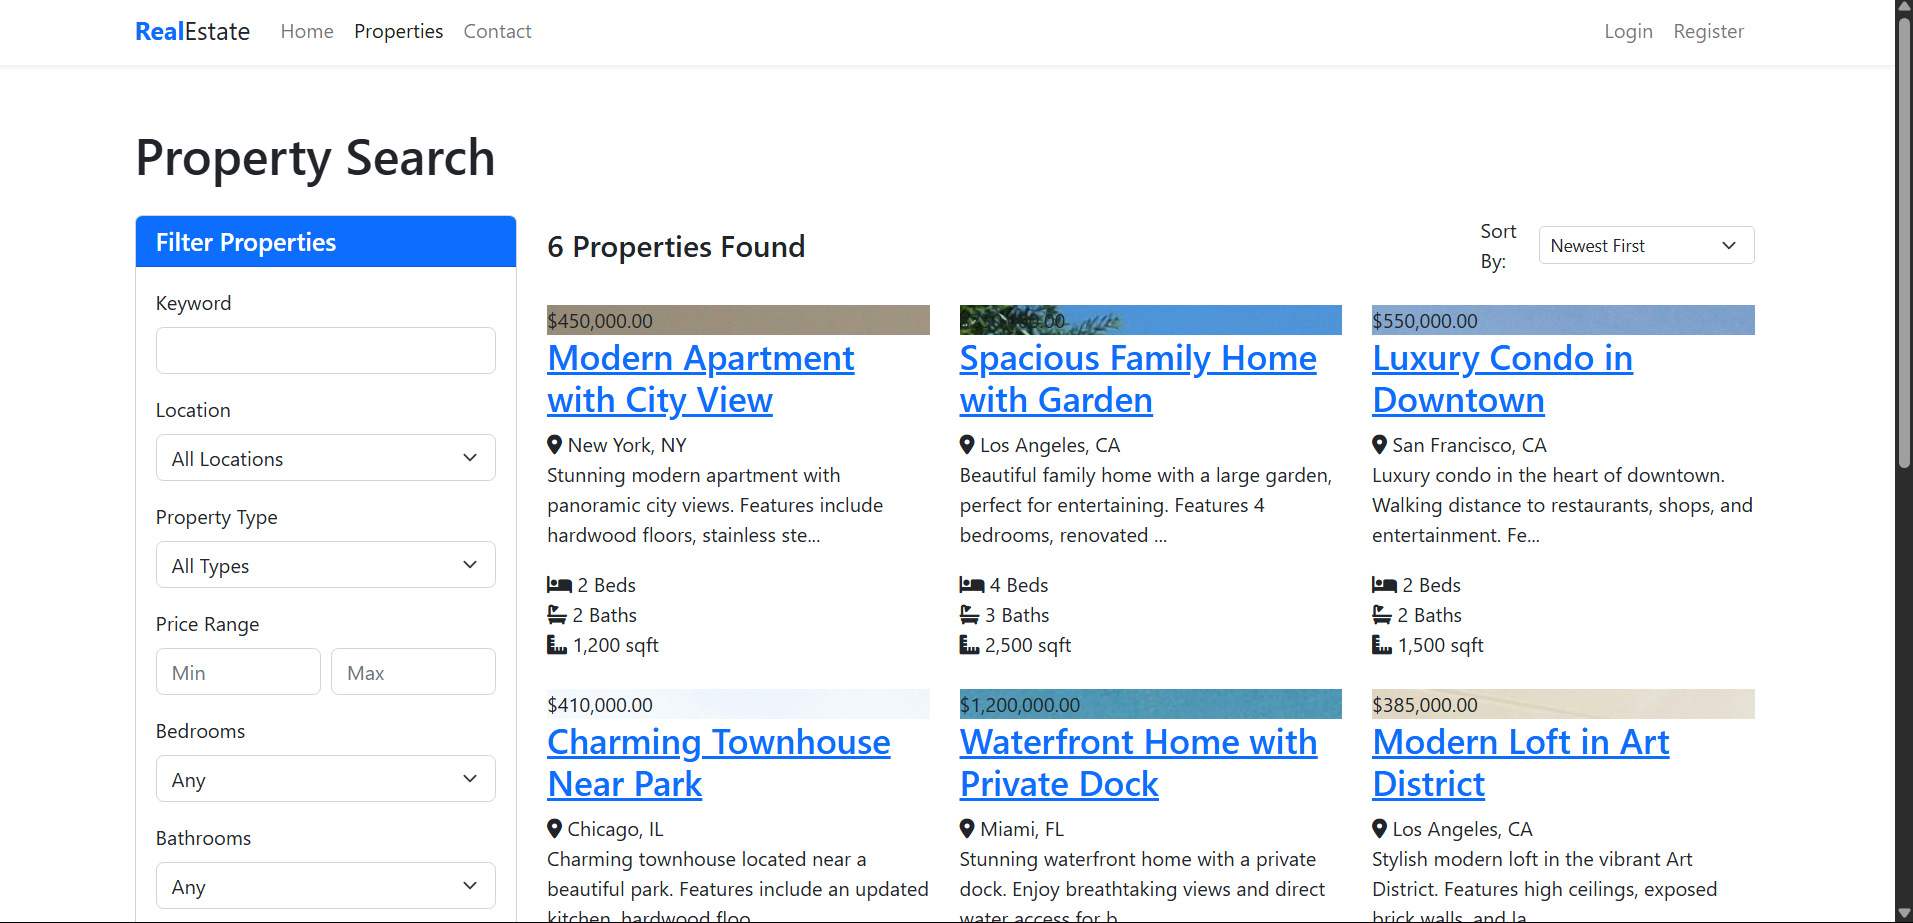 RealEstate Home Properties Contact Login Register
Property Search
Filter Properties
Keyword
Location
All Locations
Property Type
All Types
Price Range
Min Max
Bedrooms
Any
Bathrooms
Any
6 Properties Found
Sort
By:
Newest First
$450,000.00
Modern Apartment
with City View
New York, NY
Stunning modern apartment with
panoramic city views. Features include
hardwood floors, stainless ste...
2 Beds
2 Baths
1,200 sqft
Spacious Family Home
with Garden
Los Angeles, CA
Beautiful family home with a large garden,
perfect for entertaining. Features 4
bedrooms, renovated ...
4 Beds
3 Baths
2,500 sqft
$550,000.00
Luxury Condo in
Downtown
San Francisco, CA
Luxury condo in the heart of downtown.
Walking distance to restaurants, shops, and
entertainment. Fe...
2 Beds
2 Baths
1,500 sqft
$410,000.00
Charming Townhouse
Near Park
Chicago, IL
Charming townhouse located near a
beautiful park. Features include an updated
kitchen, hardwood floo...
$1,200,000.00
Waterfront Home with
Private Dock
Miami, FL
Stunning waterfront home with a private
dock. Enjoy breathtaking views and direct
water access for b...
$385,000.00
Modern Loft in Art
District
Los Angeles, CA
Stylish modern loft in the vibrant Art
District. Features high ceilings, exposed
brick walls, and la...